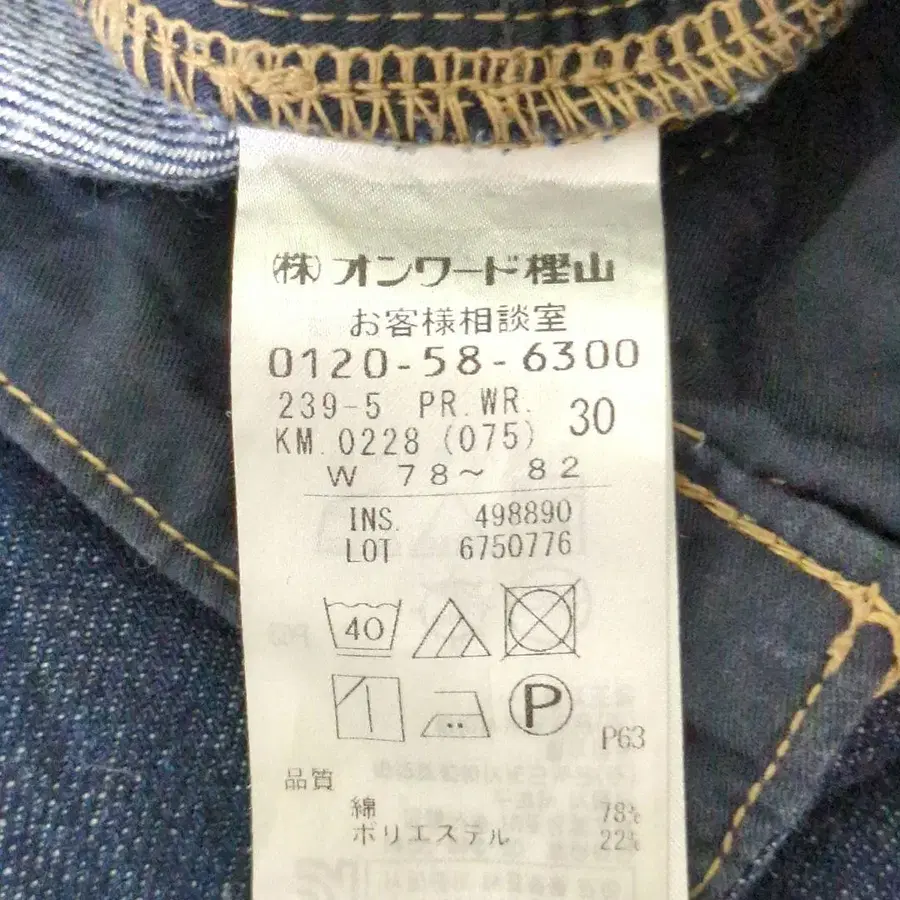 (株)オンワード樫山
お客様相談室
0120-58-6300
239-5 PR.WR. 30
KM.0228 (075)
W 78～ 82
INS. 498890
LOT 6750776
40
P
P63
品質
綿 78%
ポリエステル 22%